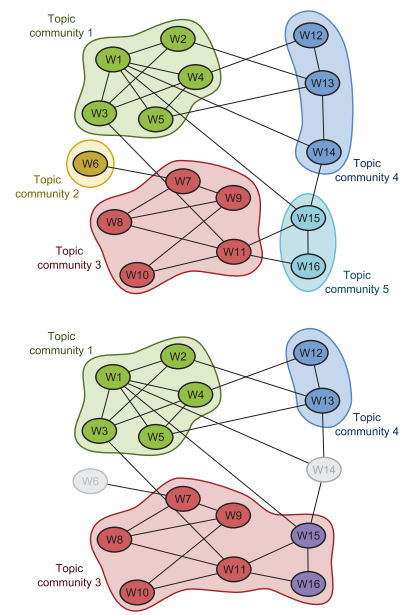 Topic
community 1
W1
W2
W3
W4
W5
W12
W13
W14
Topic
community 4
W6
Topic
community 2
W7
W8
W9
W10
W11
Topic
community 3
W15
W16
Topic
community 5
Topic
community 1
W1
W2
W3
W4
W5
W12
W13
Topic
community 4
W14
W6
W7
W8
W9
W10
W11
Topic
community 3
W15
W16